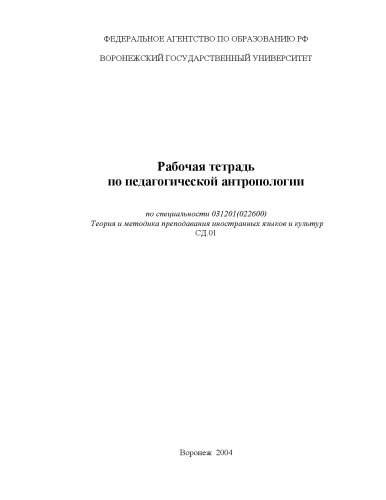 ФЕДЕРАЛЬНОЕ АГЕНТСТВО ПО ОБРАЗОВАНИЮ РФ
ВОРОНЕЖСКИЙ ГОСУДАРСТВЕННЫЙ УНИВЕРСИТЕТ
Рабочая тетрадь
по педагогической антропологии
по специальности 031201(022600)
Теория и методика преподавания иностранных языков и культур
СД.01
Воронеж 2004